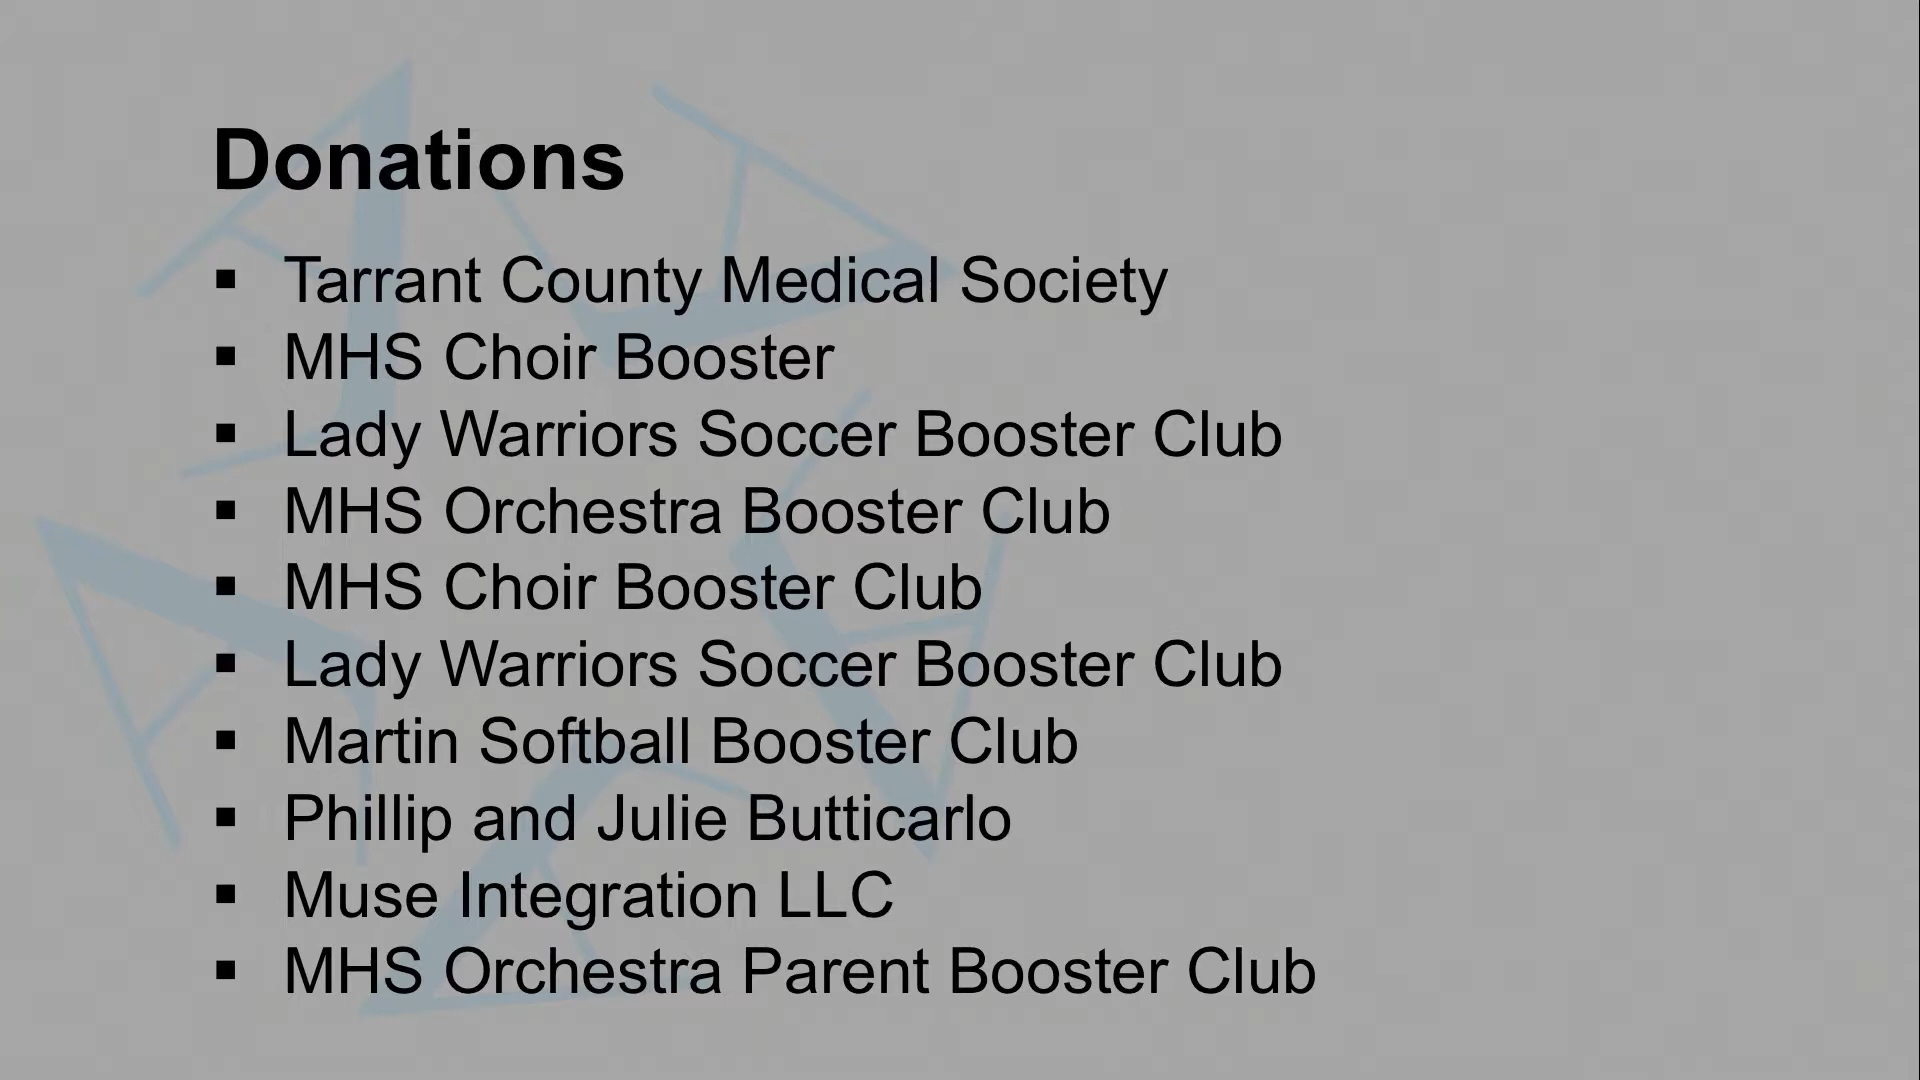 Donations
▪ Tarrant County Medical Society
▪ MHS Choir Booster
▪ Lady Warriors Soccer Booster Club
▪ MHS Orchestra Booster Club
▪ MHS Choir Booster Club
▪ Lady Warriors Soccer Booster Club
▪ Martin Softball Booster Club
▪ Phillip and Julie Butticarlo
▪ Muse Integration LLC
▪ MHS Orchestra Parent Booster Club